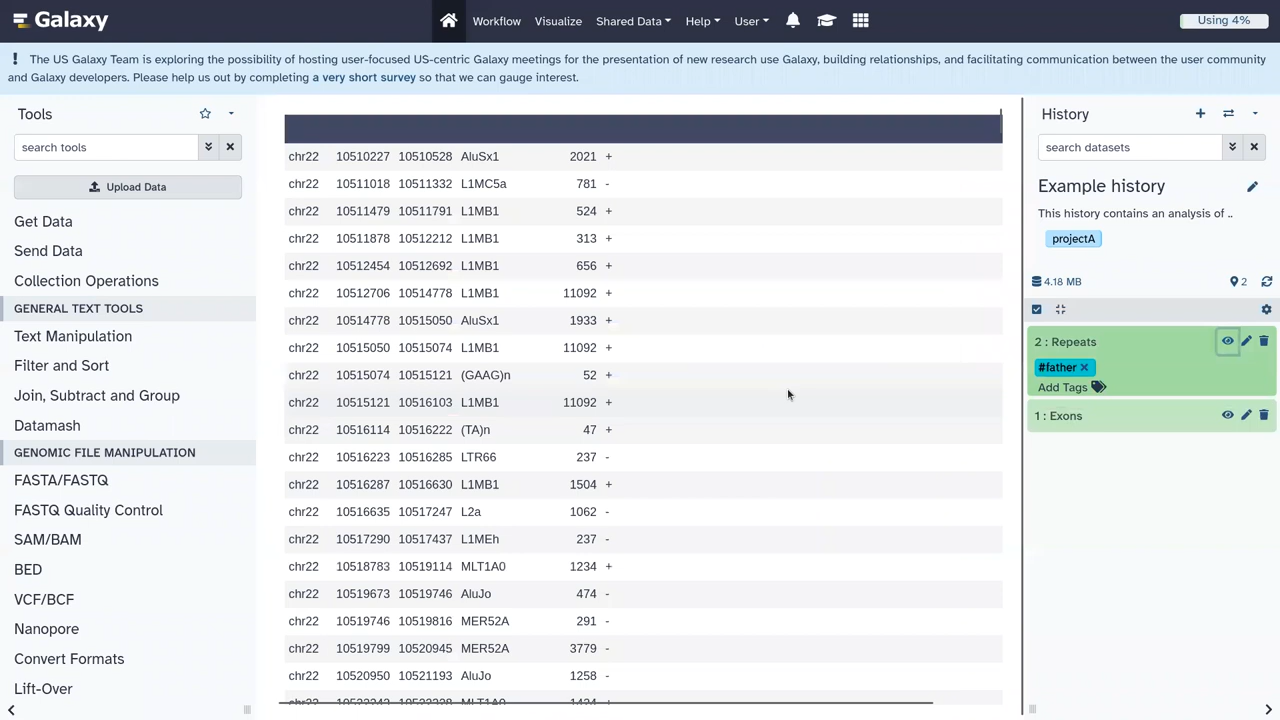 Galaxy
Workflow Visualize Shared Data Help User Using 4%
! The US Galaxy Team is exploring the possibility of hosting user-focused US-centric Galaxy meetings for the presentation of new research use Galaxy, building relationships, and facilitating communication between the user community
and Galaxy developers. Please help us out by completing a very short survey so that we can gauge interest.
Tools
search tools
Upload Data
Get Data
Send Data
Collection Operations
GENERAL TEXT TOOLS
Text Manipulation
Filter and Sort
Join, Subtract and Group
Datamash
GENOMIC FILE MANIPULATION
FASTA/FASTQ
FASTQ Quality Control
SAM/BAM
BED
VCF/BCF
Nanopore
Convert Formats
Lift-Over
chr22 10510227 10510528 AluSx1 2021 +
chr22 10511018 10511332 L1MC5a 781 -
chr22 10511479 10511791 L1MB1 524 +
chr22 10511878 10512212 L1MB1 313 +
chr22 10512454 10512692 L1MB1 656 +
chr22 10512706 10514778 L1MB1 11092 +
chr22 10514778 10515050 AluSx1 1933 +
chr22 10515050 10515074 L1MB1 11092 +
chr22 10515074 10515121 (GAAG)n 52 +
chr22 10515121 10516103 L1MB1 11092 +
chr22 10516114 10516222 (TA)n 47 +
chr22 10516223 10516285 LTR66 237 -
chr22 10516287 10516630 L1MB1 1504 +
chr22 10516635 10517247 L2a 1062 -
chr22 10517290 10517437 L1MEh 237 -
chr22 10518783 10519114 MLT1A0 1234 +
chr22 10519673 10519746 AluJo 474 -
chr22 10519746 10519816 MER52A 291 -
chr22 10519799 10520945 MER52A 3779 -
chr22 10520950 10521193 AluJo 1258 -
History
search datasets
Example history
This history contains an analysis of ..
projectA
4.18 MB 2
2 : Repeats
#father
Add Tags
1 : Exons